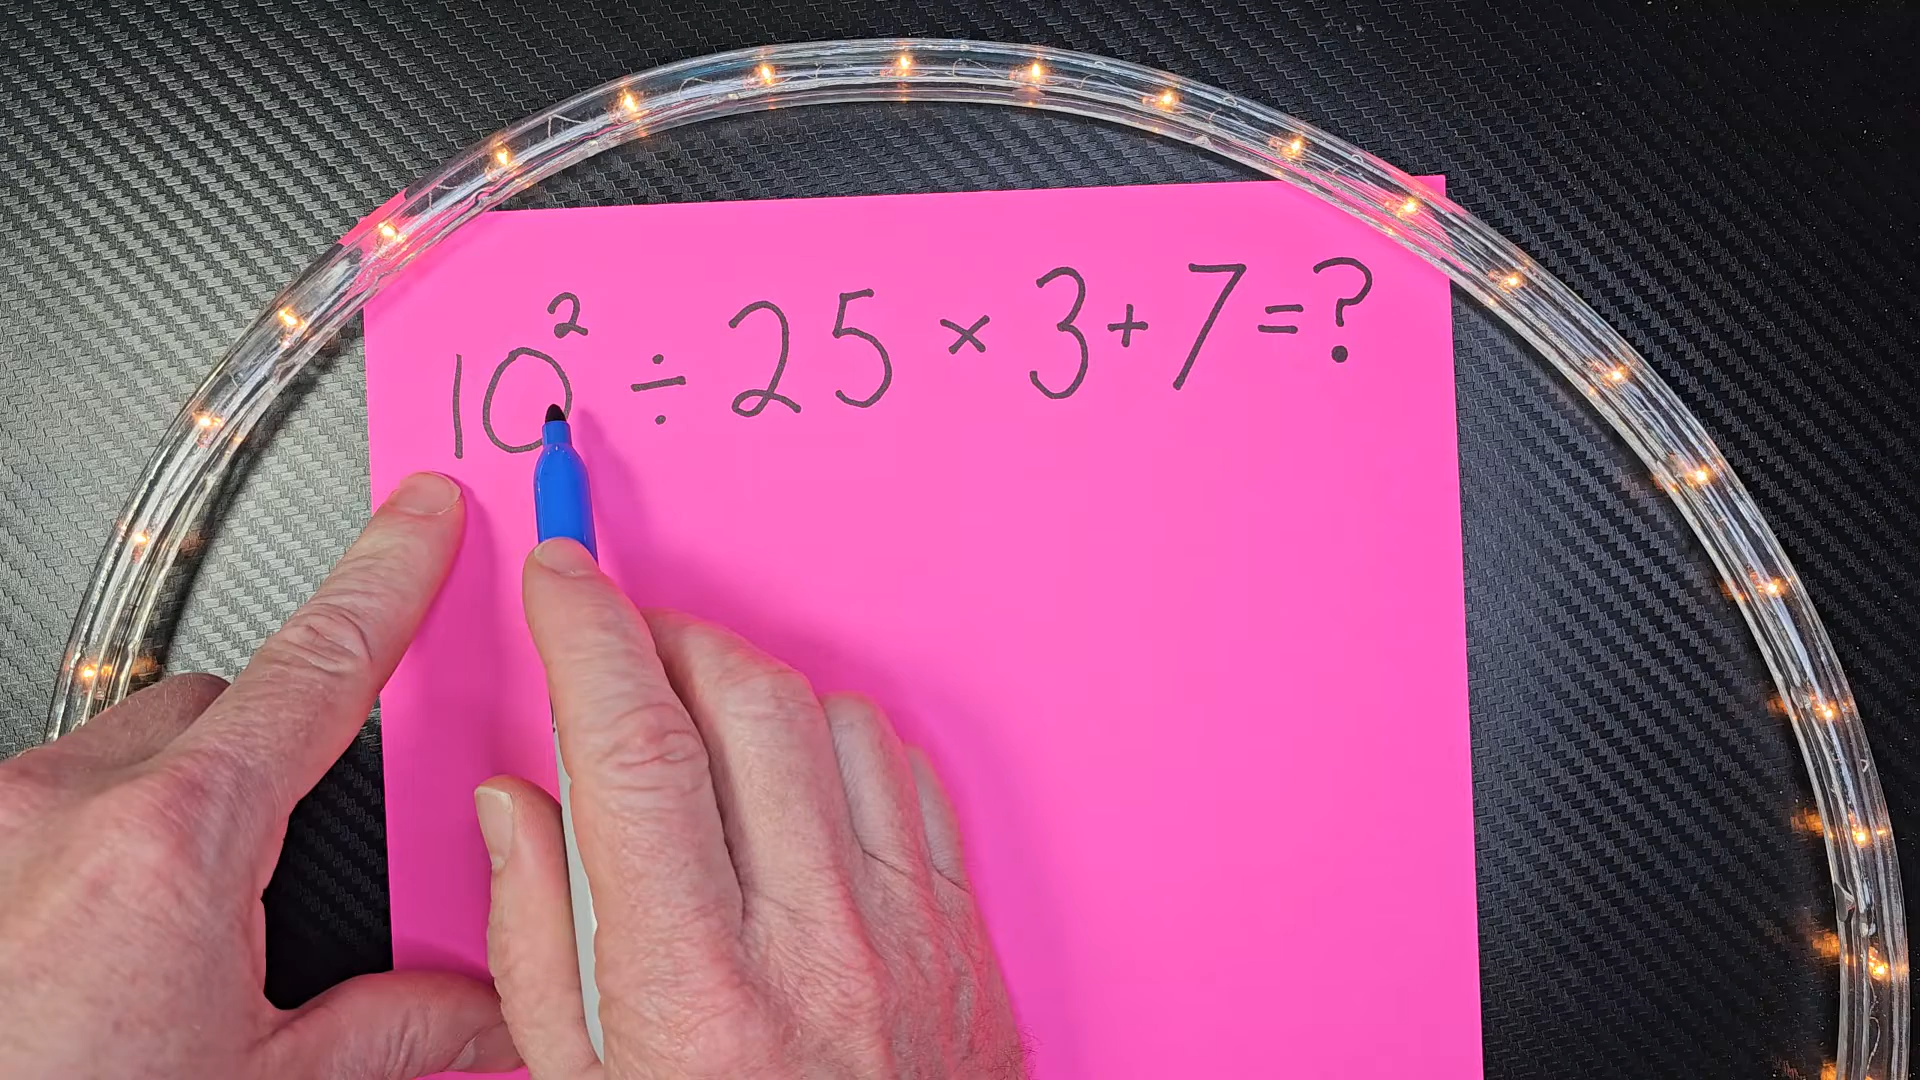 10² ÷ 25 × 3 + 7 = ?